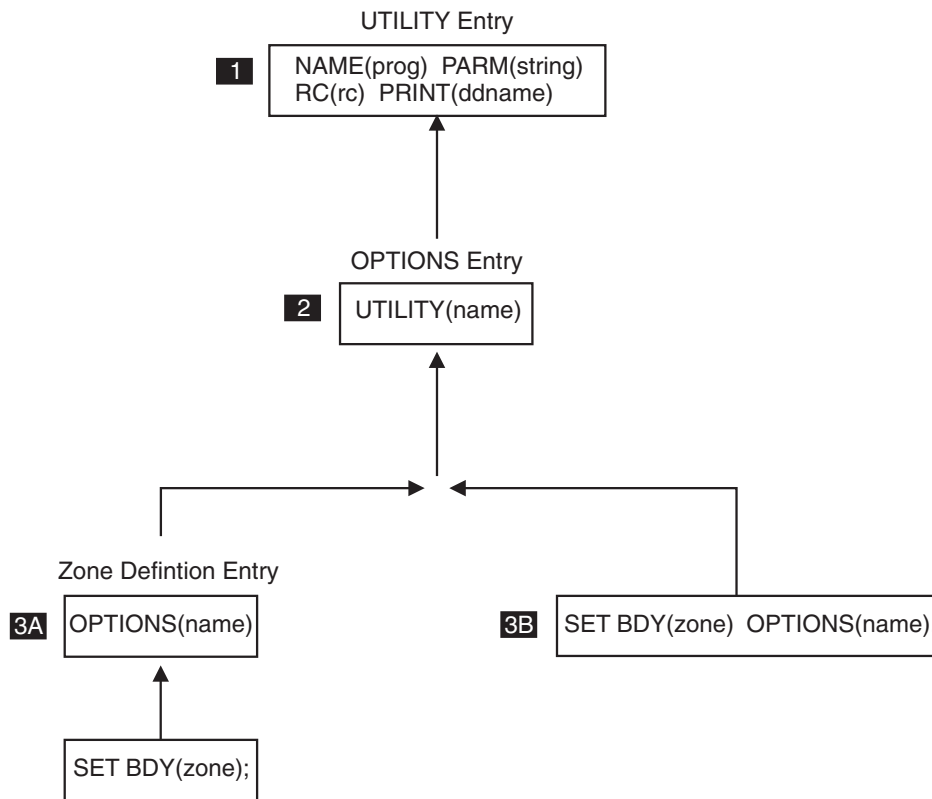 UTILITY Entry
1
NAME(prog) PARM(string)
RC(rc) PRINT(ddname)
OPTIONS Entry
2
UTILITY(name)
Zone Defintion Entry
3A
OPTIONS(name)
3B
SET BDY(zone) OPTIONS(name)
SET BDY(zone);